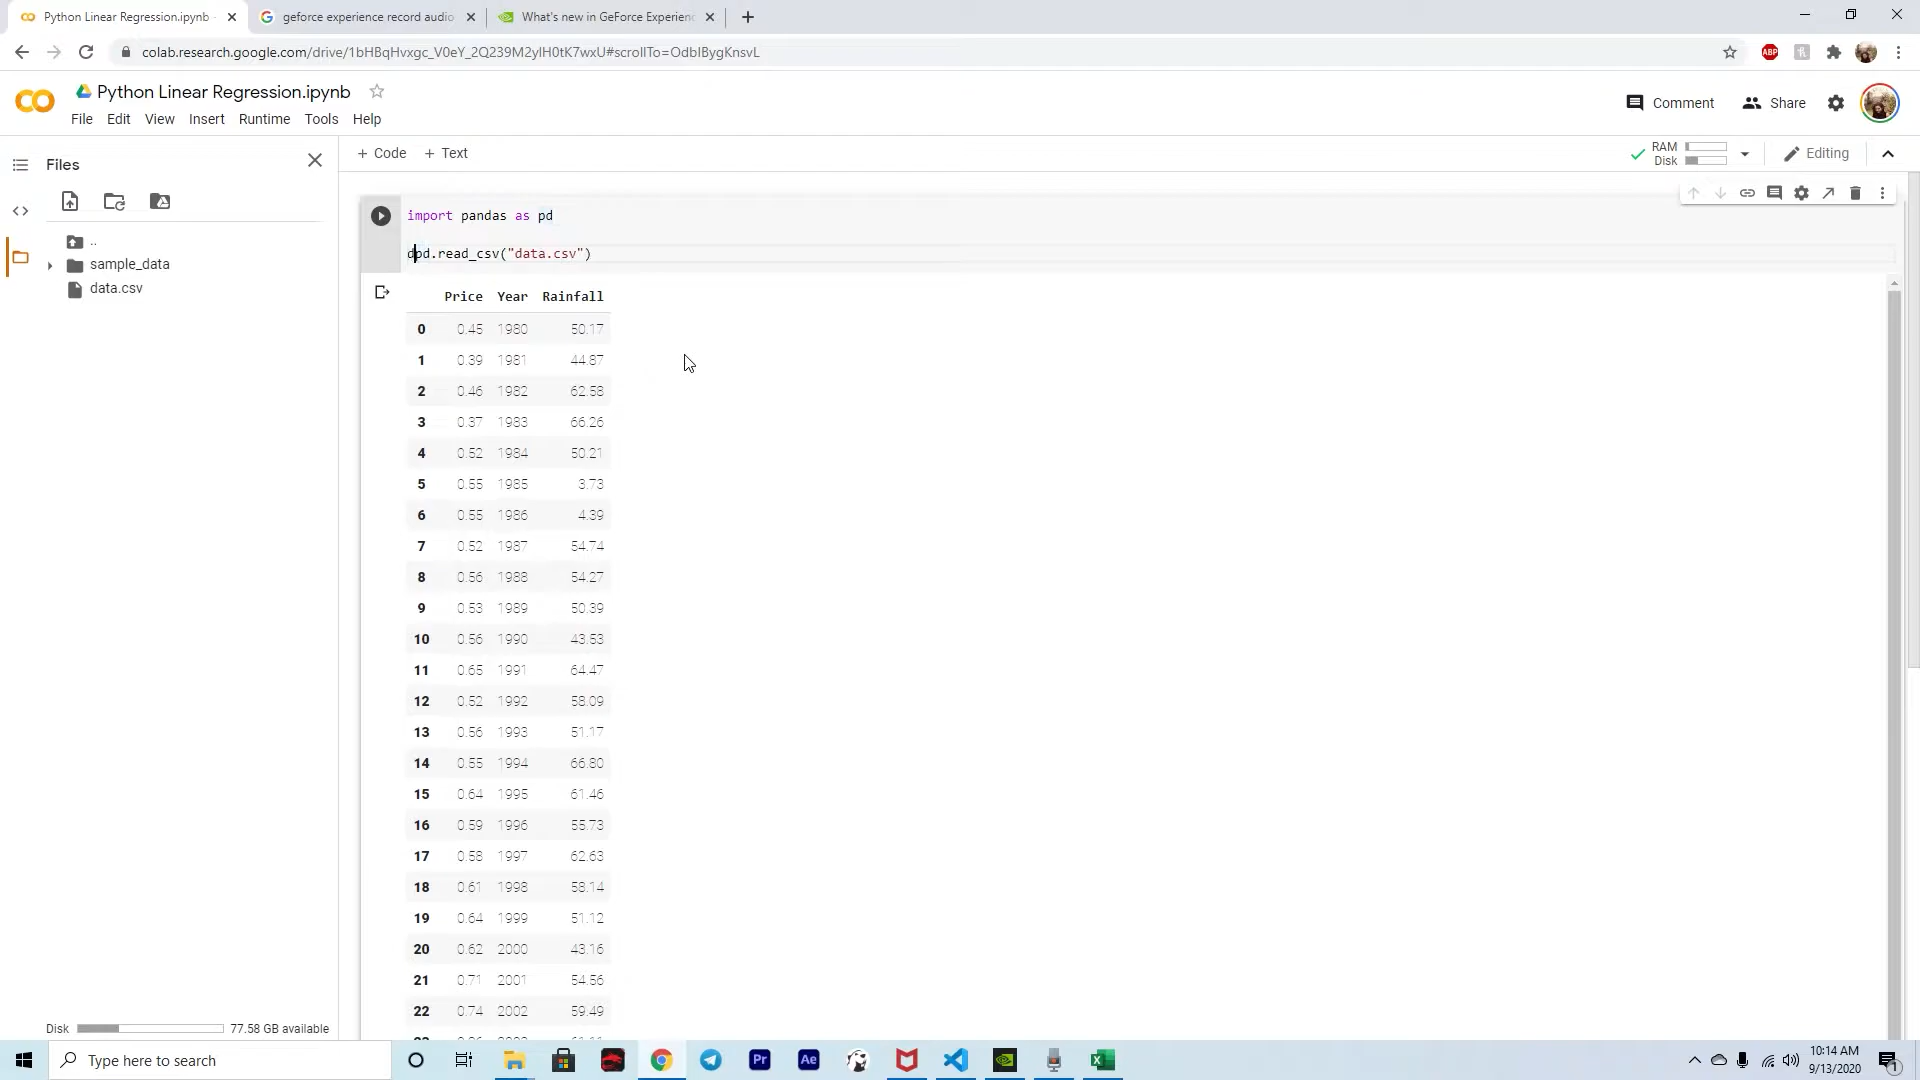 Python Linear Regression.ipynb
geforce experience record audio
What's new in GeForce Experienc
colab.research.google.com/drive/1bHBqHvxgc_V0eY_2Q239M2yIH0tK7wxU#scrollTo=OdbIBygKnsvL
ABP
Python Linear Regression.ipynb
Comment
Share
File Edit View Insert Runtime Tools Help
Files
+ Code + Text
RAM
Disk
Editing
..
sample_data
data.csv
import pandas as pd
dpd.read_csv("data.csv")
Price Year Rainfall
0 0.45 1980 50.17
1 0.39 1981 44.87
2 0.46 1982 62.58
3 0.37 1983 66.26
4 0.52 1984 50.21
5 0.55 1985 3.73
6 0.55 1986 4.39
7 0.52 1987 54.74
8 0.56 1988 54.27
9 0.53 1989 50.39
10 0.56 1990 43.53
11 0.65 1991 64.47
12 0.52 1992 58.09
13 0.56 1993 51.17
14 0.55 1994 66.80
15 0.64 1995 61.46
16 0.59 1996 55.73
17 0.58 1997 62.63
18 0.61 1998 58.14
19 0.64 1999 51.12
20 0.62 2000 43.16
21 0.71 2001 54.56
22 0.74 2002 59.49
Disk 77.58 GB available
Type here to search
Pr
Ae
10:14 AM
9/13/2020
1